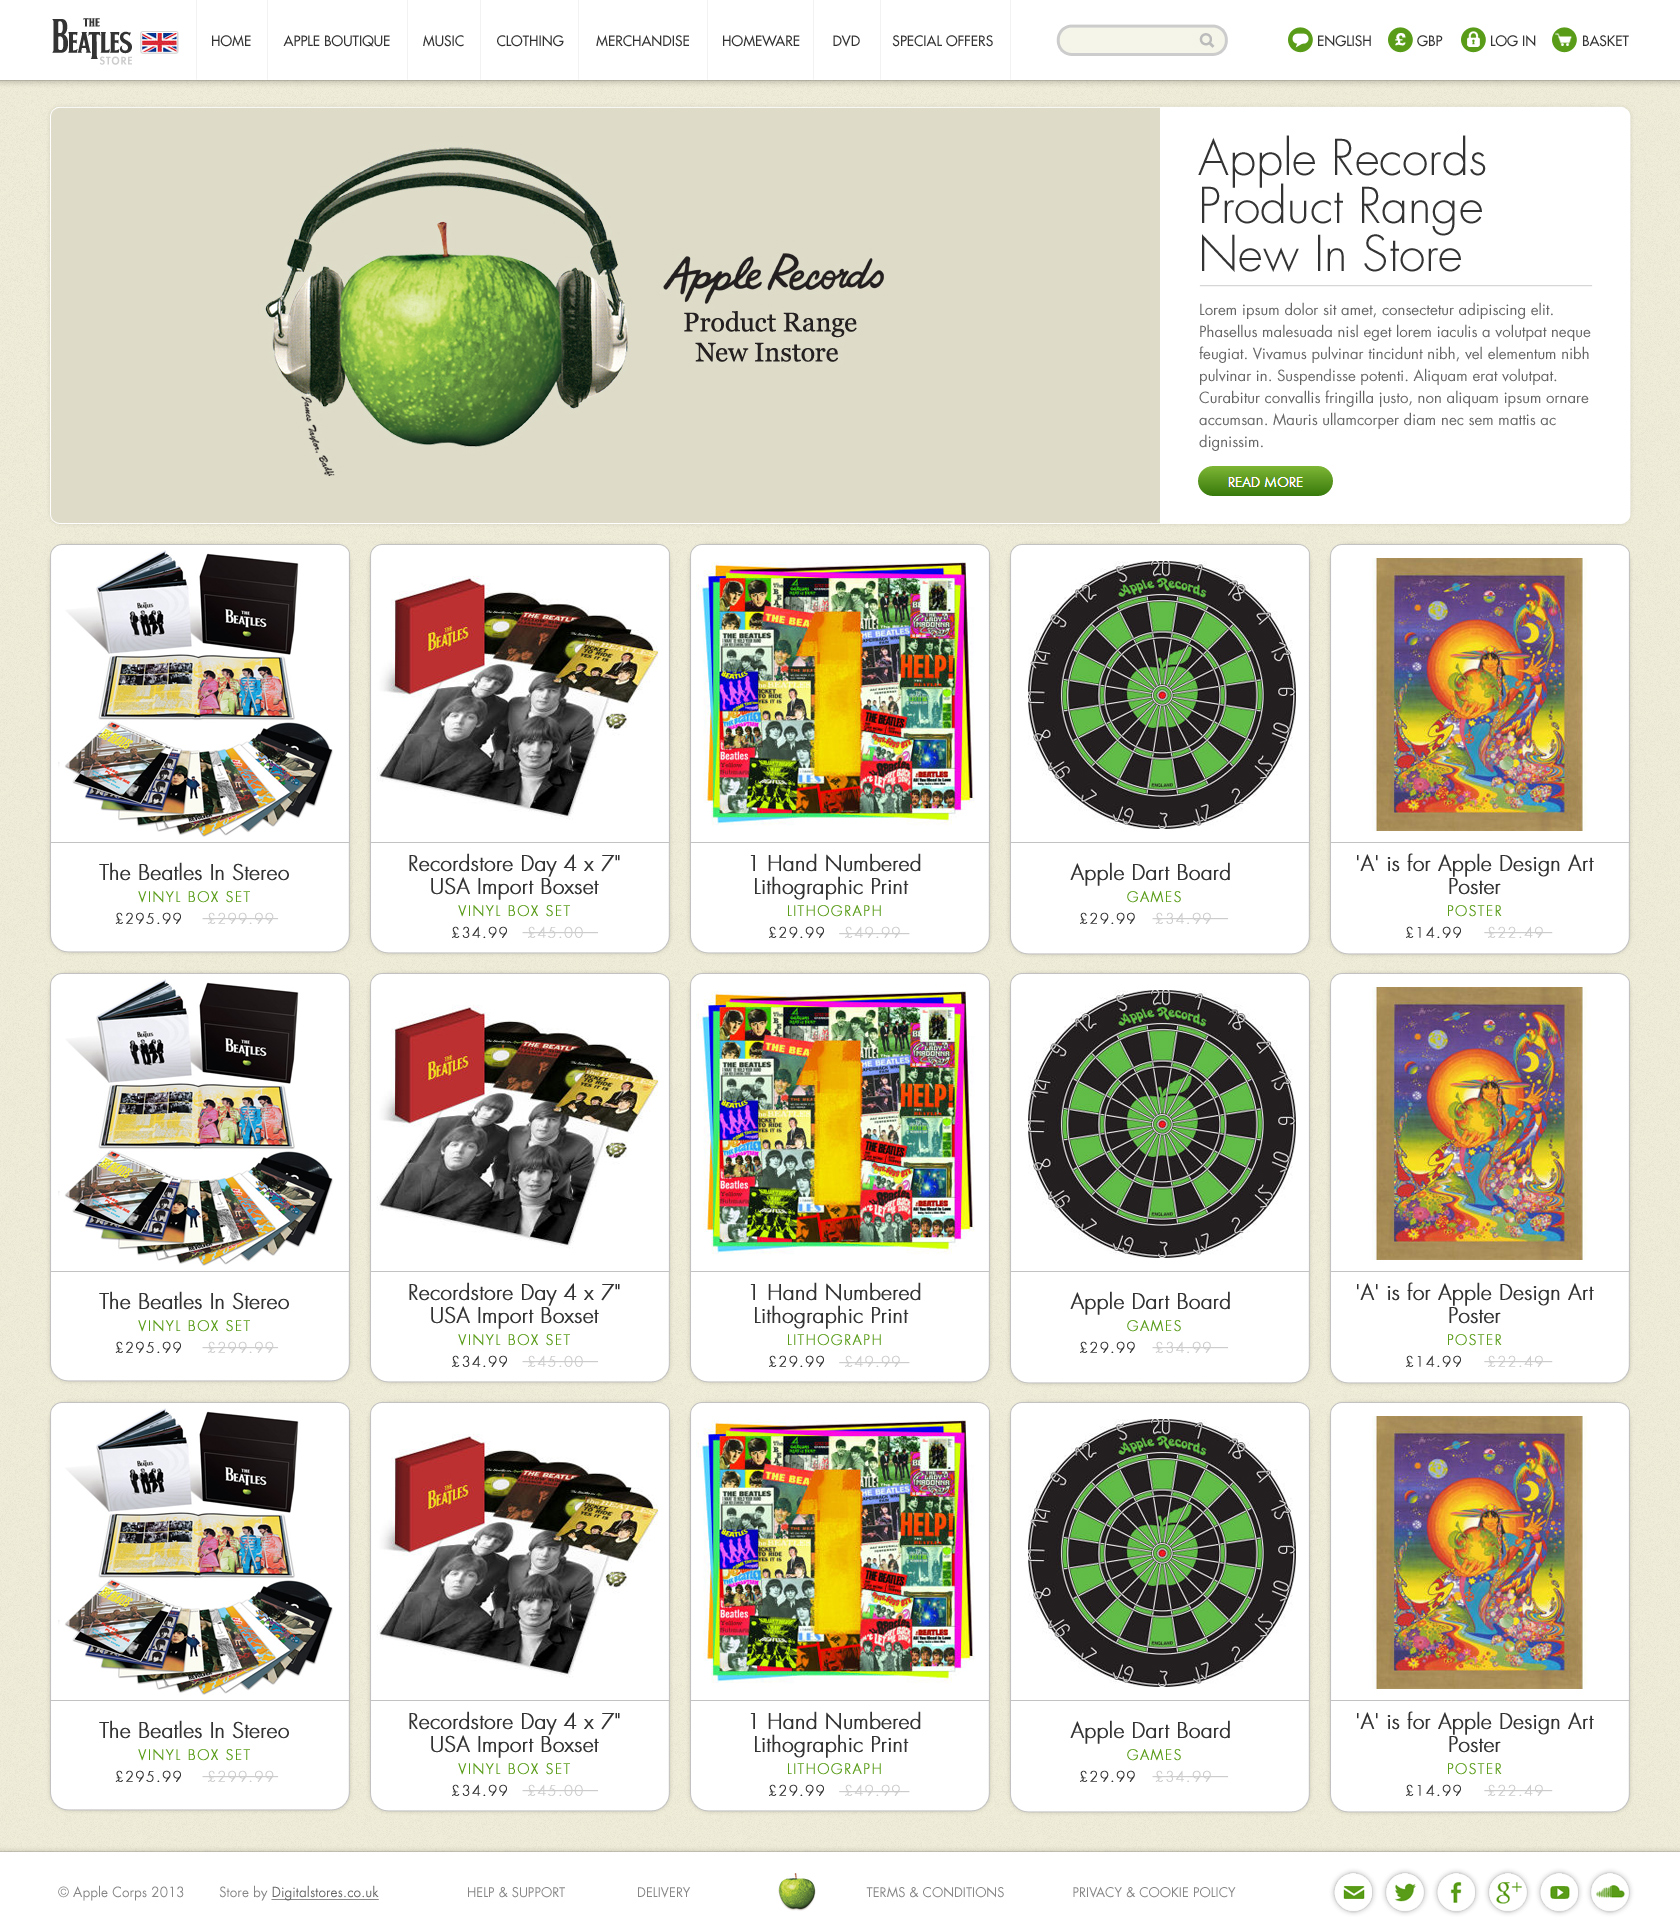 THE
BEATLES
STORE
HOME
APPLE BOUTIQUE
MUSIC
CLOTHING
MERCHANDISE
HOMEWARE
DVD
SPECIAL OFFERS
ENGLISH
£
GBP
LOG IN
BASKET
Apple Records
Product Range
New Instore
Apple Records
Product Range
New In Store
Lorem ipsum dolor sit amet, consectetur adipiscing elit.
Phasellus malesuada nisl eget lorem iaculis a volutpat neque
feugiat. Vivamus pulvinar tincidunt nibh, vel elementum nibh
pulvinar in. Suspendisse potenti. Aliquam erat volutpat.
Curabitur convallis fringilla justo, non aliquam ipsum ornare
accumsan. Mauris ullamcorper diam nec sem mattis ac
dignissim.
READ MORE
The Beatles In Stereo
VINYL BOX SET
£295.99 £299.99
Recordstore Day 4 x 7"
USA Import Boxset
VINYL BOX SET
£34.99 £45.00
1 Hand Numbered
Lithographic Print
LITHOGRAPH
£29.99 £49.99
Apple Dart Board
GAMES
£29.99 £34.99
'A' is for Apple Design Art
Poster
POSTER
£14.99 £22.49
The Beatles In Stereo
VINYL BOX SET
£295.99 £299.99
Recordstore Day 4 x 7"
USA Import Boxset
VINYL BOX SET
£34.99 £45.00
1 Hand Numbered
Lithographic Print
LITHOGRAPH
£29.99 £49.99
Apple Dart Board
GAMES
£29.99 £34.99
'A' is for Apple Design Art
Poster
POSTER
£14.99 £22.49
The Beatles In Stereo
VINYL BOX SET
£295.99 £299.99
Recordstore Day 4 x 7"
USA Import Boxset
VINYL BOX SET
£34.99 £45.00
1 Hand Numbered
Lithographic Print
LITHOGRAPH
£29.99 £49.99
Apple Dart Board
GAMES
£29.99 £34.99
'A' is for Apple Design Art
Poster
POSTER
£14.99 £22.49
© Apple Corps 2013
Store by Digitalstores.co.uk
HELP & SUPPORT
DELIVERY
TERMS & CONDITIONS
PRIVACY & COOKIE POLICY